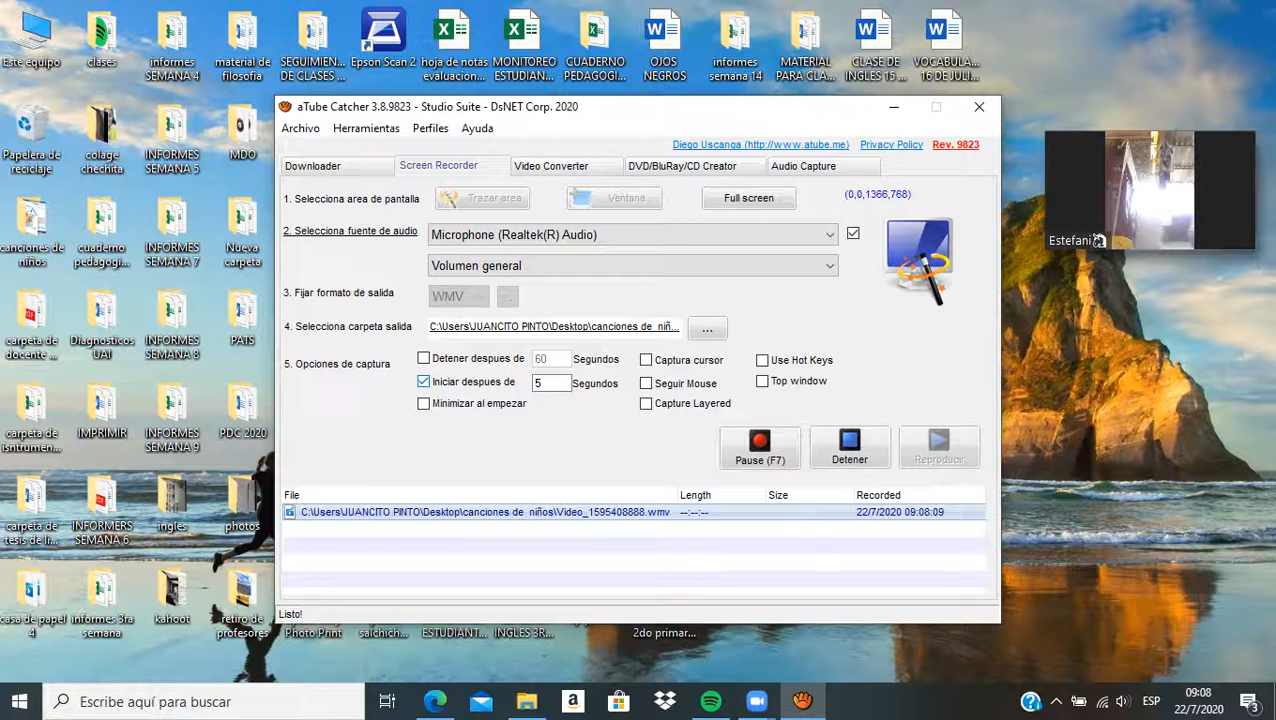 Este equipo
clases
informes
SEMANA 4
material de
filosofia
SEGUIMIEN...
DE CLASES ...
Epson Scan 2
hoja de notas
evaluacion...
MONITOREO
ESTUDIAN...
CUADERNO
PEDAGOGI...
OJOS
NEGROS
informes
semana 14
MATERIAL
PARA CLA...
CLASE DE
INGLES 15 ...
VOCABULA...
16 DE JULI...
Papelera de
reciclaje
colage
chechita
INFORMES
SEMANA 5
MDO
canciones de
niños
cuaderno
pedagogi...
INFORMES
SEMANA 7
Nueva
carpeta
carpeta de
docente ...
Diagnosticos
UAI
INFORMES
SEMANA 8
PATS
carpeta de
isntrumen...
IMPRIMIR
INFORMES
SEMANA 9
PDC 2020
carpeta de
tesis de li...
INFORMERS
SEMANA 6
ingles
photos
casa de papel
4
informes 3ra
semana
kahoot
retiro de
profesores
Photo Print
salchich...
ESTUDIANT...
INGLES 3R...
2do primar...
aTube Catcher 3.8.9823 - Studio Suite - DsNET Corp. 2020
Archivo Herramientas Perfiles Ayuda
Diego Uscanga (http://www.atube.me) Privacy Policy Rev. 9823
Downloader Screen Recorder Video Converter DVD/BluRay/CD Creator Audio Capture
1. Selecciona area de pantalla Trazar area Ventana Full screen (0,0,1366,768)
2. Selecciona fuente de audio Microphone (Realtek(R) Audio)
Volumen general
3. Fijar formato de salida WMV ...
4. Selecciona carpeta salida C:\Users\JUANCITO PINTO\Desktop\canciones de niñ... ...
5. Opciones de captura
Detener despues de 60 Segundos Captura cursor Use Hot Keys
Iniciar despues de 5 Segundos Seguir Mouse Top window
Minimizar al empezar Capture Layered
Pause (F7) Detener Reproducir
File Length Size Recorded
C:\Users\JUANCITO PINTO\Desktop\canciones de niños\Video_1595408888.wmv --:--:-- 22/7/2020 09:08:09
Listo!
Estefani
Escribe aquí para buscar
ESP
09:08
22/7/2020
3